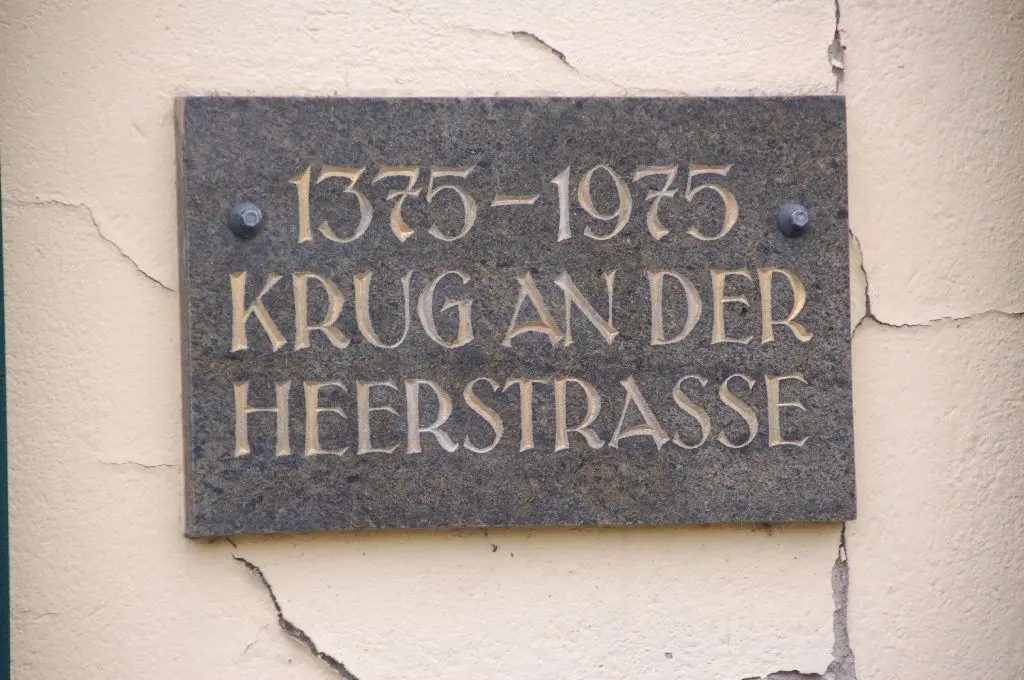 1375–1975
KRUG AN DER
HEERSTRASSE